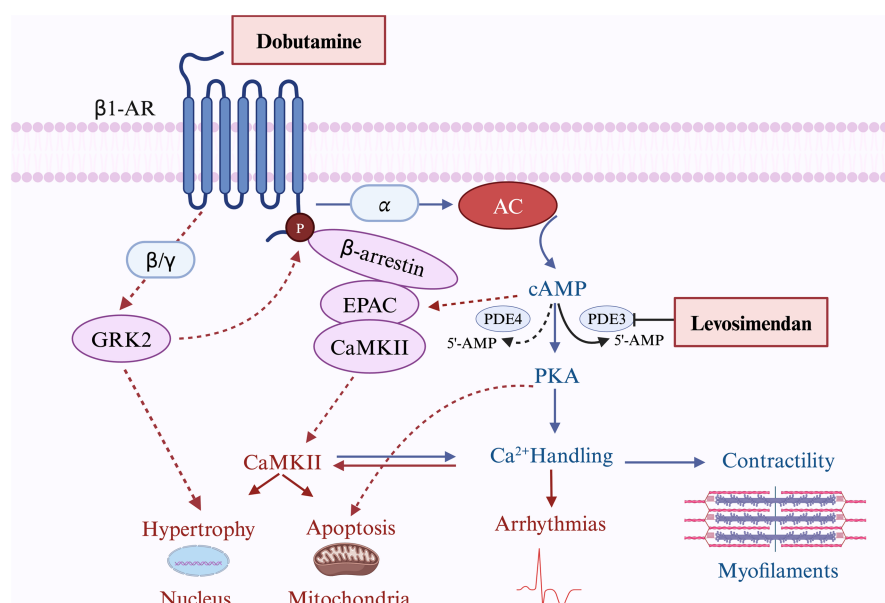 Dobutamine
β1-AR
α
AC
P
β-arrestin
β/γ
EPAC
cAMP
PDE4
PDE3
Levosimendan
GRK2
CaMKII
5'-AMP
5'-AMP
PKA
CaMKII
Ca²⁺Handling
Contractility
Hypertrophy
Apoptosis
Arrhythmias
Myofilaments
Nucleus
Mitochondria